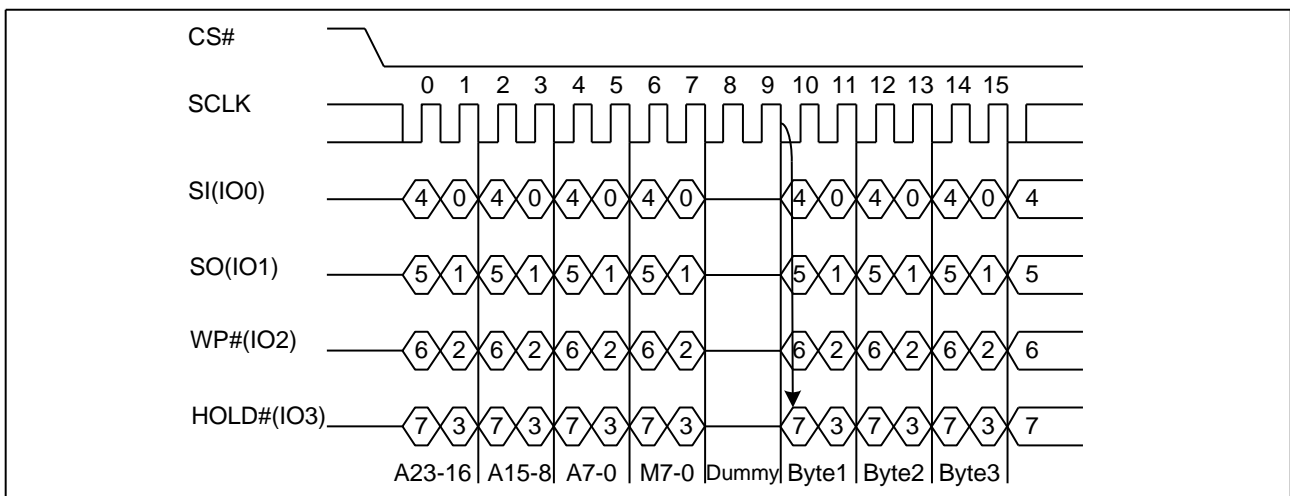 CS#
0 1 2 3 4 5 6 7 8 9 10 11 12 13 14 15
SCLK
SI(IO0) 4 0 4 0 4 0 4 0 4 0 4 0 4 0 4
SO(IO1) 5 1 5 1 5 1 5 1 5 1 5 1 5 1 5
WP#(IO2) 6 2 6 2 6 2 6 2 6 2 6 2 6 2 6
HOLD#(IO3) 7 3 7 3 7 3 7 3 7 3 7 3 7 3 7
A23-16 A15-8 A7-0 M7-0 Dummy Byte1 Byte2 Byte3